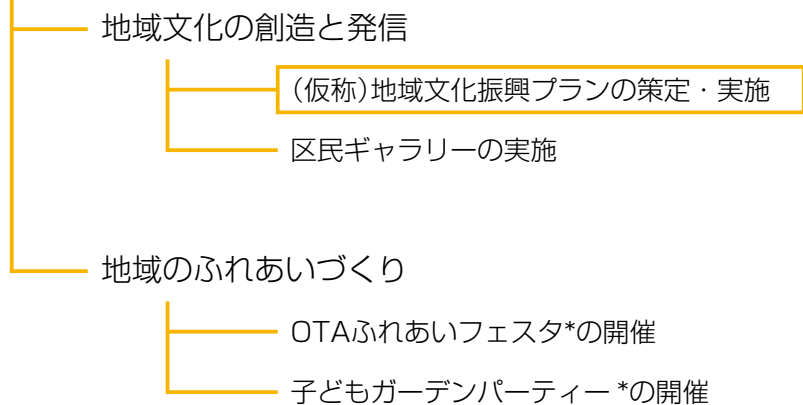 地域文化の創造と発信
(仮称)地域文化振興プランの策定・実施
区民ギャラリーの実施
地域のふれあいづくり
OTAふれあいフェスタ*の開催
子どもガーデンパーティー*の開催